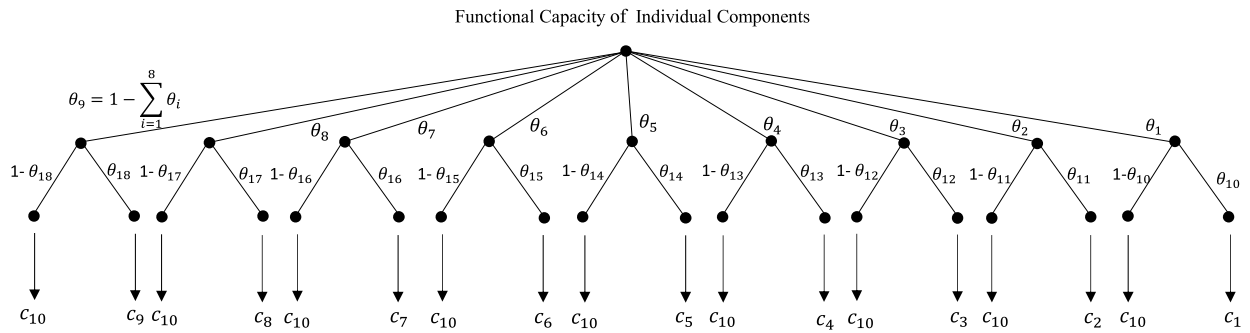 Functional Capacity of Individual Components
θ₉ = 1 − ∑_{i=1}^{8} θᵢ
θ₈ θ₇ θ₆ θ₅ θ₄ θ₃ θ₂ θ₁
1- θ₁₈ θ₁₈ 1- θ₁₇ θ₁₇ 1- θ₁₆ θ₁₆ 1- θ₁₅ θ₁₅ 1- θ₁₄ θ₁₄ 1- θ₁₃ θ₁₃ 1- θ₁₂ θ₁₂ 1- θ₁₁ θ₁₁ 1-θ₁₀ θ₁₀
c₁₀ c₉ c₁₀ c₈ c₁₀ c₇ c₁₀ c₆ c₁₀ c₅ c₁₀ c₄ c₁₀ c₃ c₁₀ c₂ c₁₀ c₁